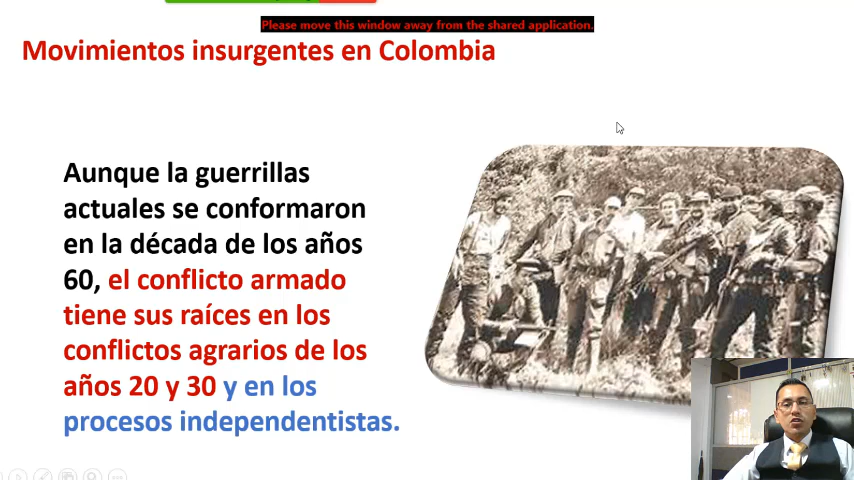 Please move this window away from the shared application.
Movimientos insurgentes en Colombia
Aunque la guerrillas
actuales se conformaron
en la década de los años
60, el conflicto armado
tiene sus raíces en los
conflictos agrarios de los
años 20 y 30 y en los
procesos independentistas.